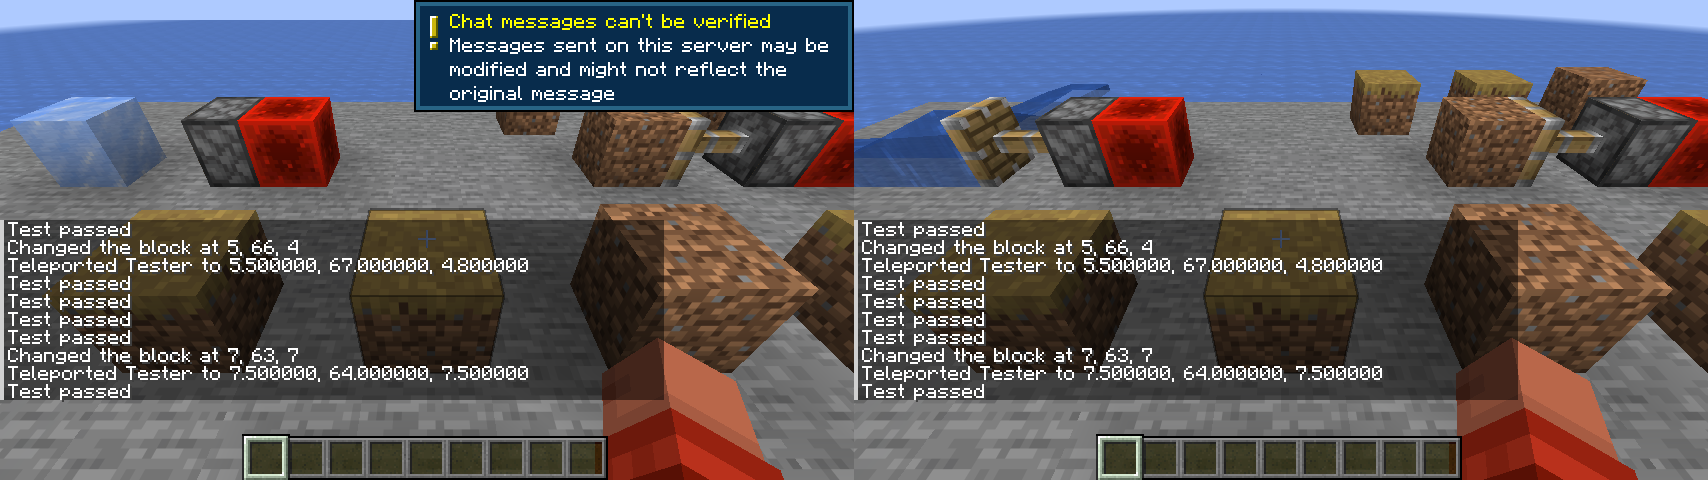 Chat messages can't be verified
Messages sent on this server may be
modified and might not reflect the
original message
Test passed
Changed the block at 5, 66, 4
Teleported Tester to 5.500000, 67.000000, 4.800000
Test passed
Test passed
Test passed
Test passed
Changed the block at 7, 63, 7
Teleported Tester to 7.500000, 64.000000, 7.500000
Test passed
Test passed
Changed the block at 5, 66, 4
Teleported Tester to 5.500000, 67.000000, 4.800000
Test passed
Test passed
Test passed
Test passed
Changed the block at 7, 63, 7
Teleported Tester to 7.500000, 64.000000, 7.500000
Test passed